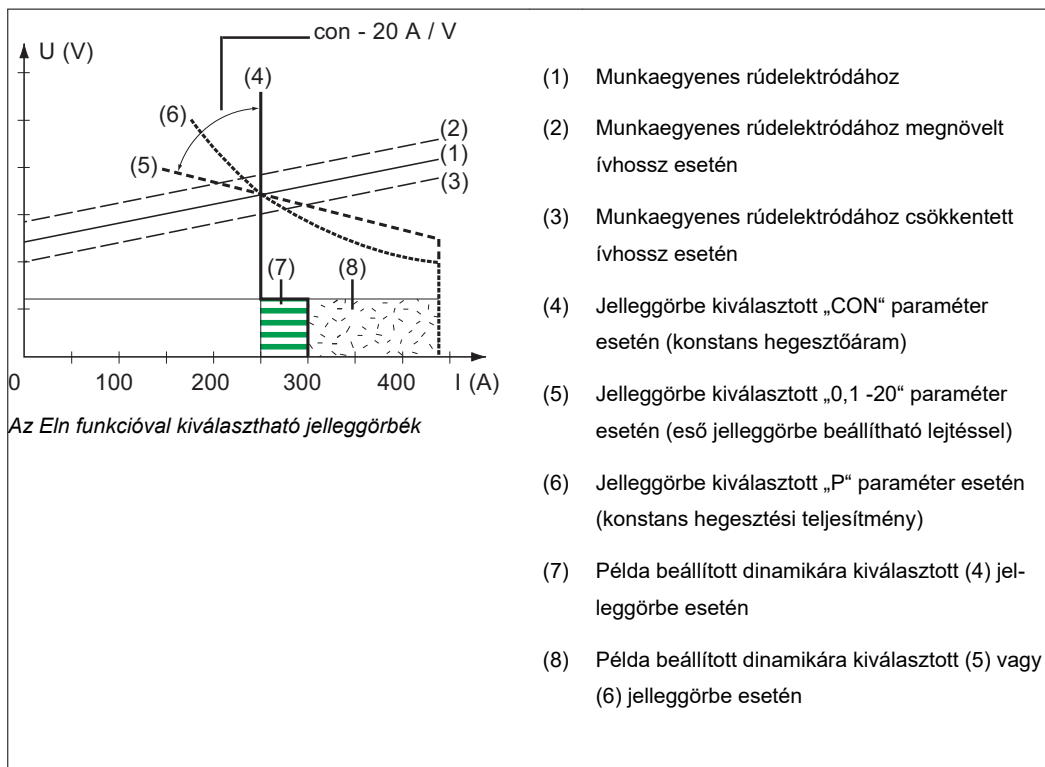 con - 20 A / V
U (V)
(4)
(6)
(5)
(2)
(1)
(3)
(7)
(8)
0 100 200 300 400 I (A)
Az Eln funkcióval kiválasztható jelleggörbék
(1) Munkaegyenes rúdelektródához
(2) Munkaegyenes rúdelektródához megnövelt
ívhossz esetén
(3) Munkaegyenes rúdelektródához csökkentett
ívhossz esetén
(4) Jelleggörbe kiválasztott „CON“ paraméter
esetén (konstans hegesztőáram)
(5) Jelleggörbe kiválasztott „0,1 -20“ paraméter
esetén (eső jelleggörbe beállítható lejtéssel)
(6) Jelleggörbe kiválasztott „P“ paraméter esetén
(konstans hegesztési teljesítmény)
(7) Példa beállított dinamikára kiválasztott (4) jel-
leggörbe esetén
(8) Példa beállított dinamikára kiválasztott (5) vagy
(6) jelleggörbe esetén